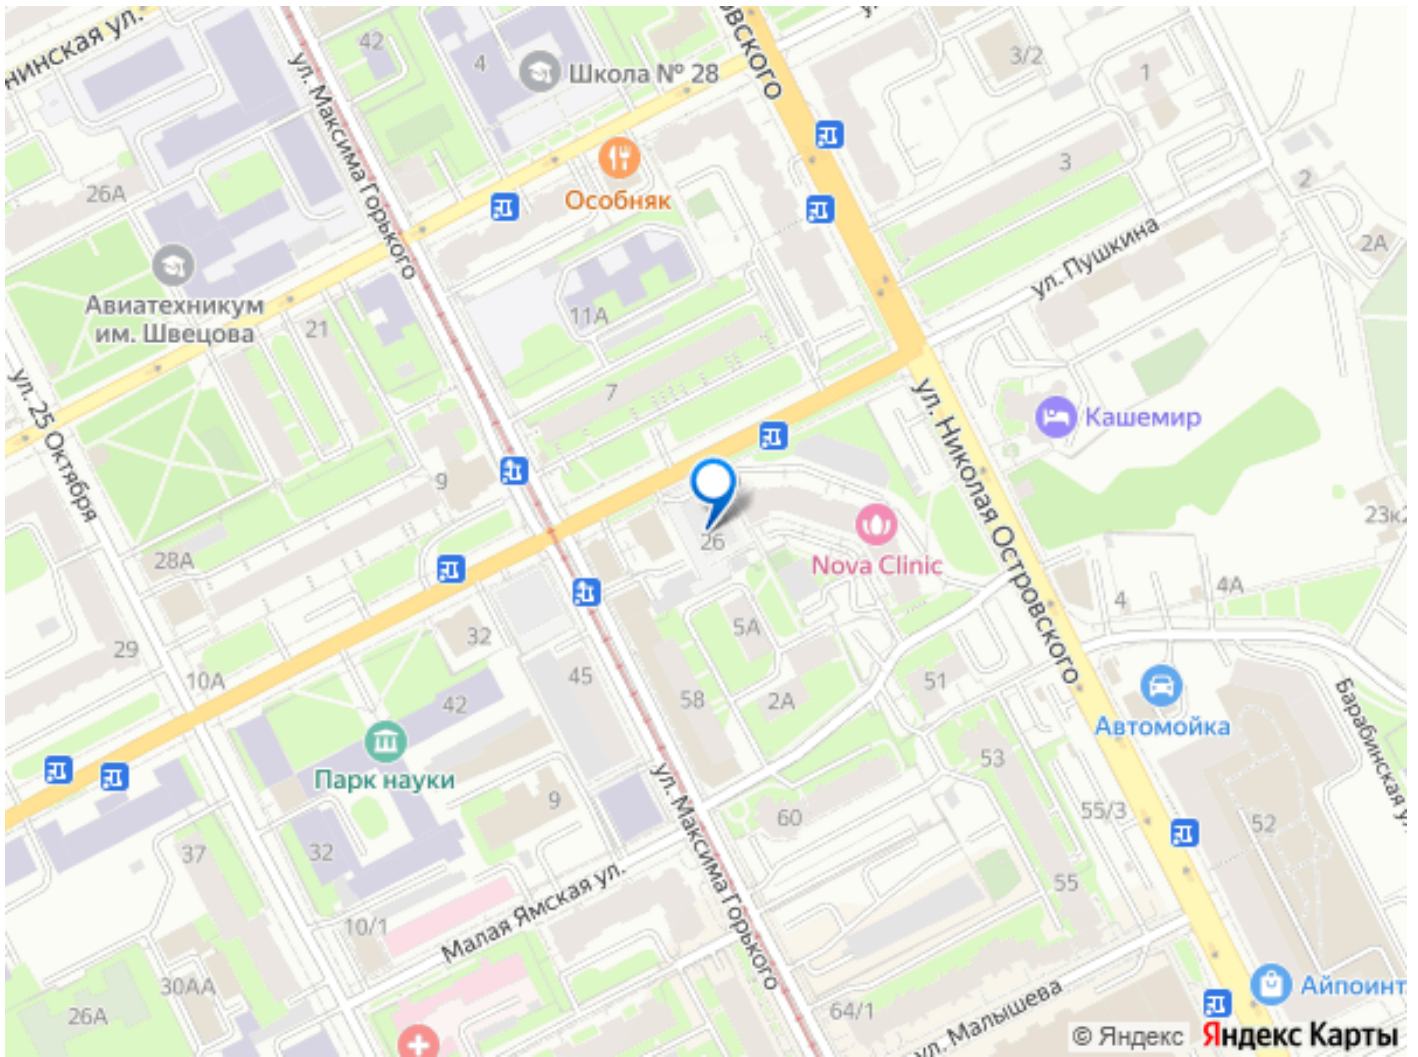 нинская ул.
42
4
Школа № 28
овского
3/2
1
ул. Максима Горького
26А
Особняк
3
2
2А
ул. Пушкина
Авиатехникум
им. Швецова
21
11А
7
ул. 25 Октября
9
Кашемир
ул. Николая Островского
23к2
26
Nova Clinic
28А
4А
4
5А
29
32
10А
45
58
2А
51
42
Барабинская ул.
Автомойка
Парк науки
53
9
60
55/3
52
37
32
ул. Максима Горького
55
Малая Ямская ул.
10/1
30АА
26А
64/1
ул. Малышева
Айпоинт
© Яндекс Яндекс Карты